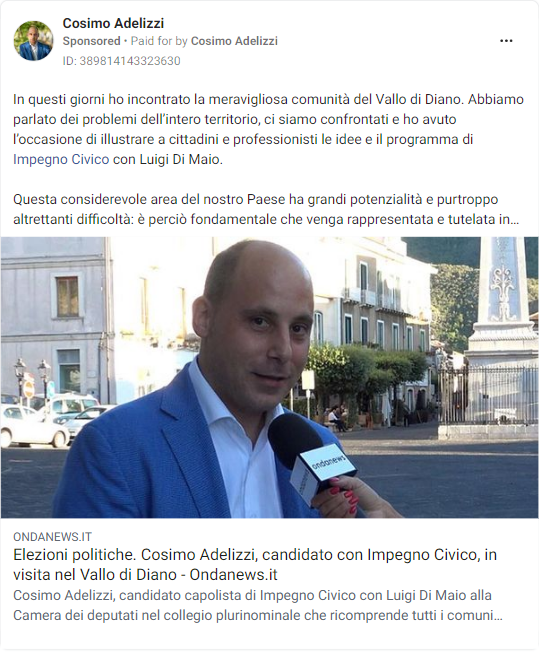 Cosimo Adelizzi
Sponsored • Paid for by Cosimo Adelizzi
ID: 389814143323630
In questi giorni ho incontrato la meravigliosa comunità del Vallo di Diano. Abbiamo
parlato dei problemi dell'intero territorio, ci siamo confrontati e ho avuto
l'occasione di illustrare a cittadini e professionisti le idee e il programma di
Impegno Civico con Luigi Di Maio.
Questa considerevole area del nostro Paese ha grandi potenzialità e purtroppo
altrettanti difficoltà: è perciò fondamentale che venga rappresentata e tutelata in...
ondanews
ONDANEWS.IT
Elezioni politiche. Cosimo Adelizzi, candidato con Impegno Civico, in
visita nel Vallo di Diano - Ondanews.it
Cosimo Adelizzi, candidato capolista di Impegno Civico con Luigi Di Maio alla
Camera dei deputati nel collegio plurinominale che ricomprende tutti i comuni...